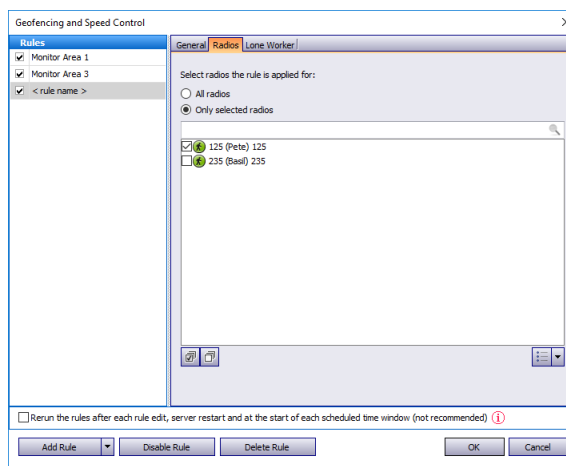 Geofencing and Speed Control
Rules
Monitor Area 1
Monitor Area 3
< rule name >
General Radios Lone Worker
Select radios the rule is applied for:
All radios
Only selected radios
125 (Pete) 125
235 (Basil) 235
Rerun the rules after each rule edit, server restart and at the start of each scheduled time window (not recommended)
Add Rule Disable Rule Delete Rule OK Cancel